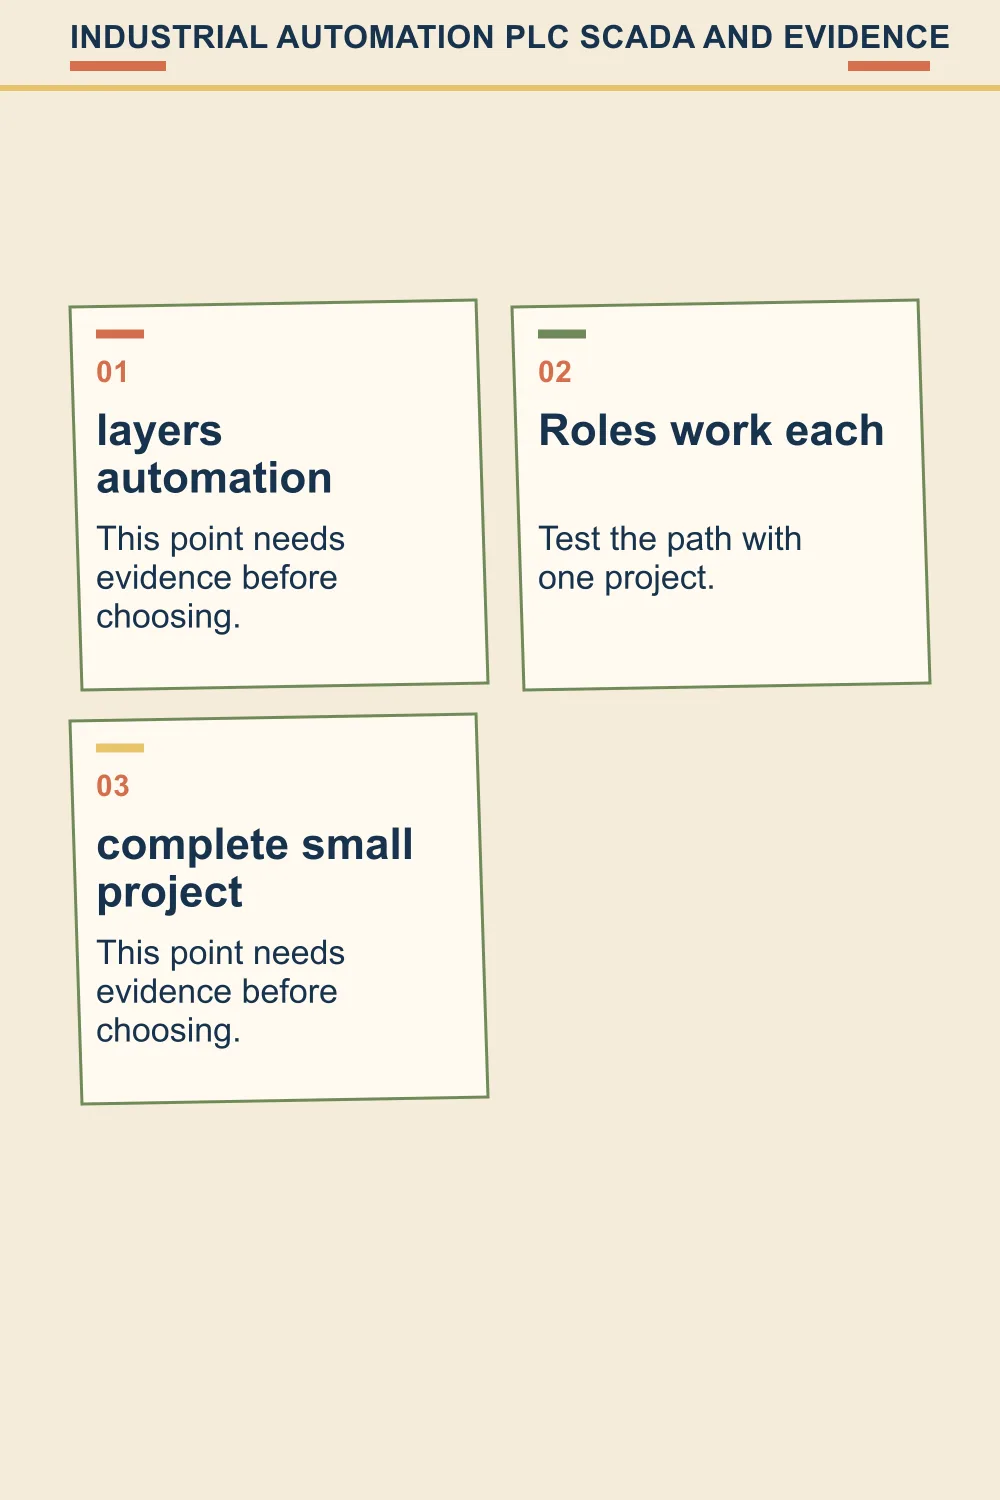 INDUSTRIAL AUTOMATION PLC SCADA AND EVIDENCE
01
layers
automation
This point needs
evidence before
choosing.
02
Roles work each
Test the path with
one project.
03
complete small
project
This point needs
evidence before
choosing.